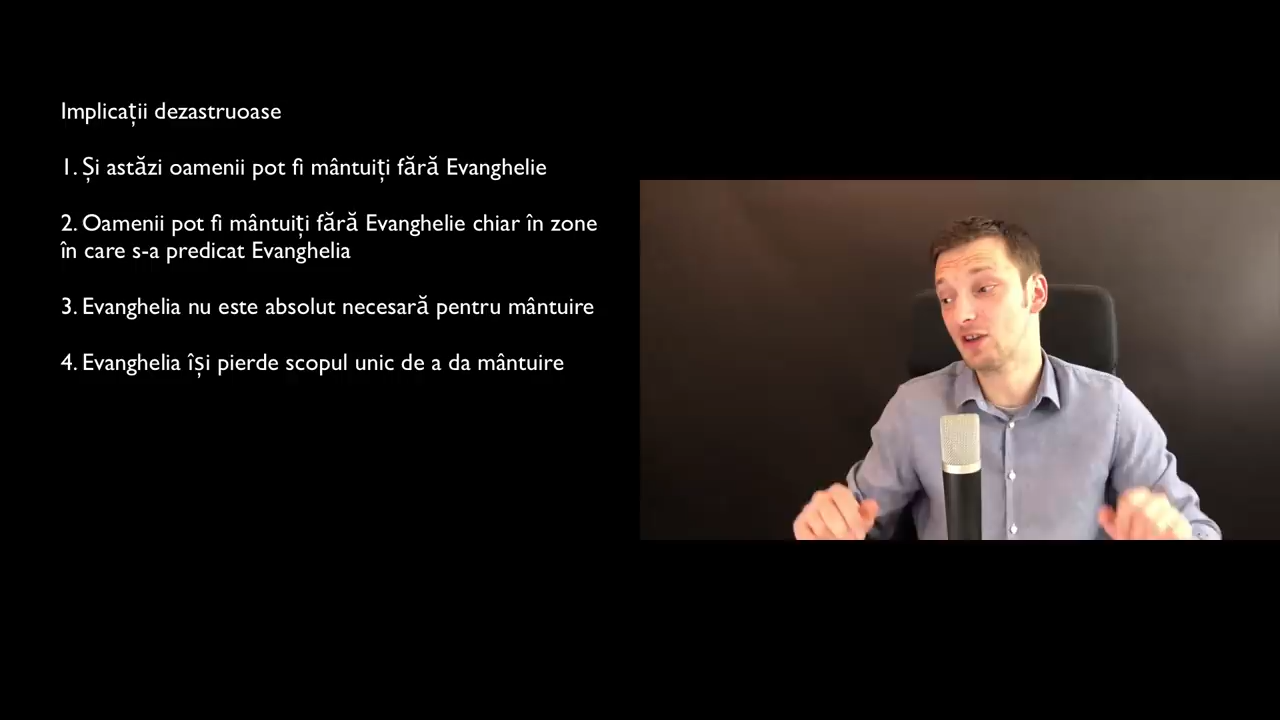 Implicații dezastruoase
1. Și astăzi oamenii pot fi mântuiți fără Evanghelie
2. Oamenii pot fi mântuiți fără Evanghelie chiar în zone
în care s-a predicat Evanghelia
3. Evanghelia nu este absolut necesară pentru mântuire
4. Evanghelia își pierde scopul unic de a da mântuire